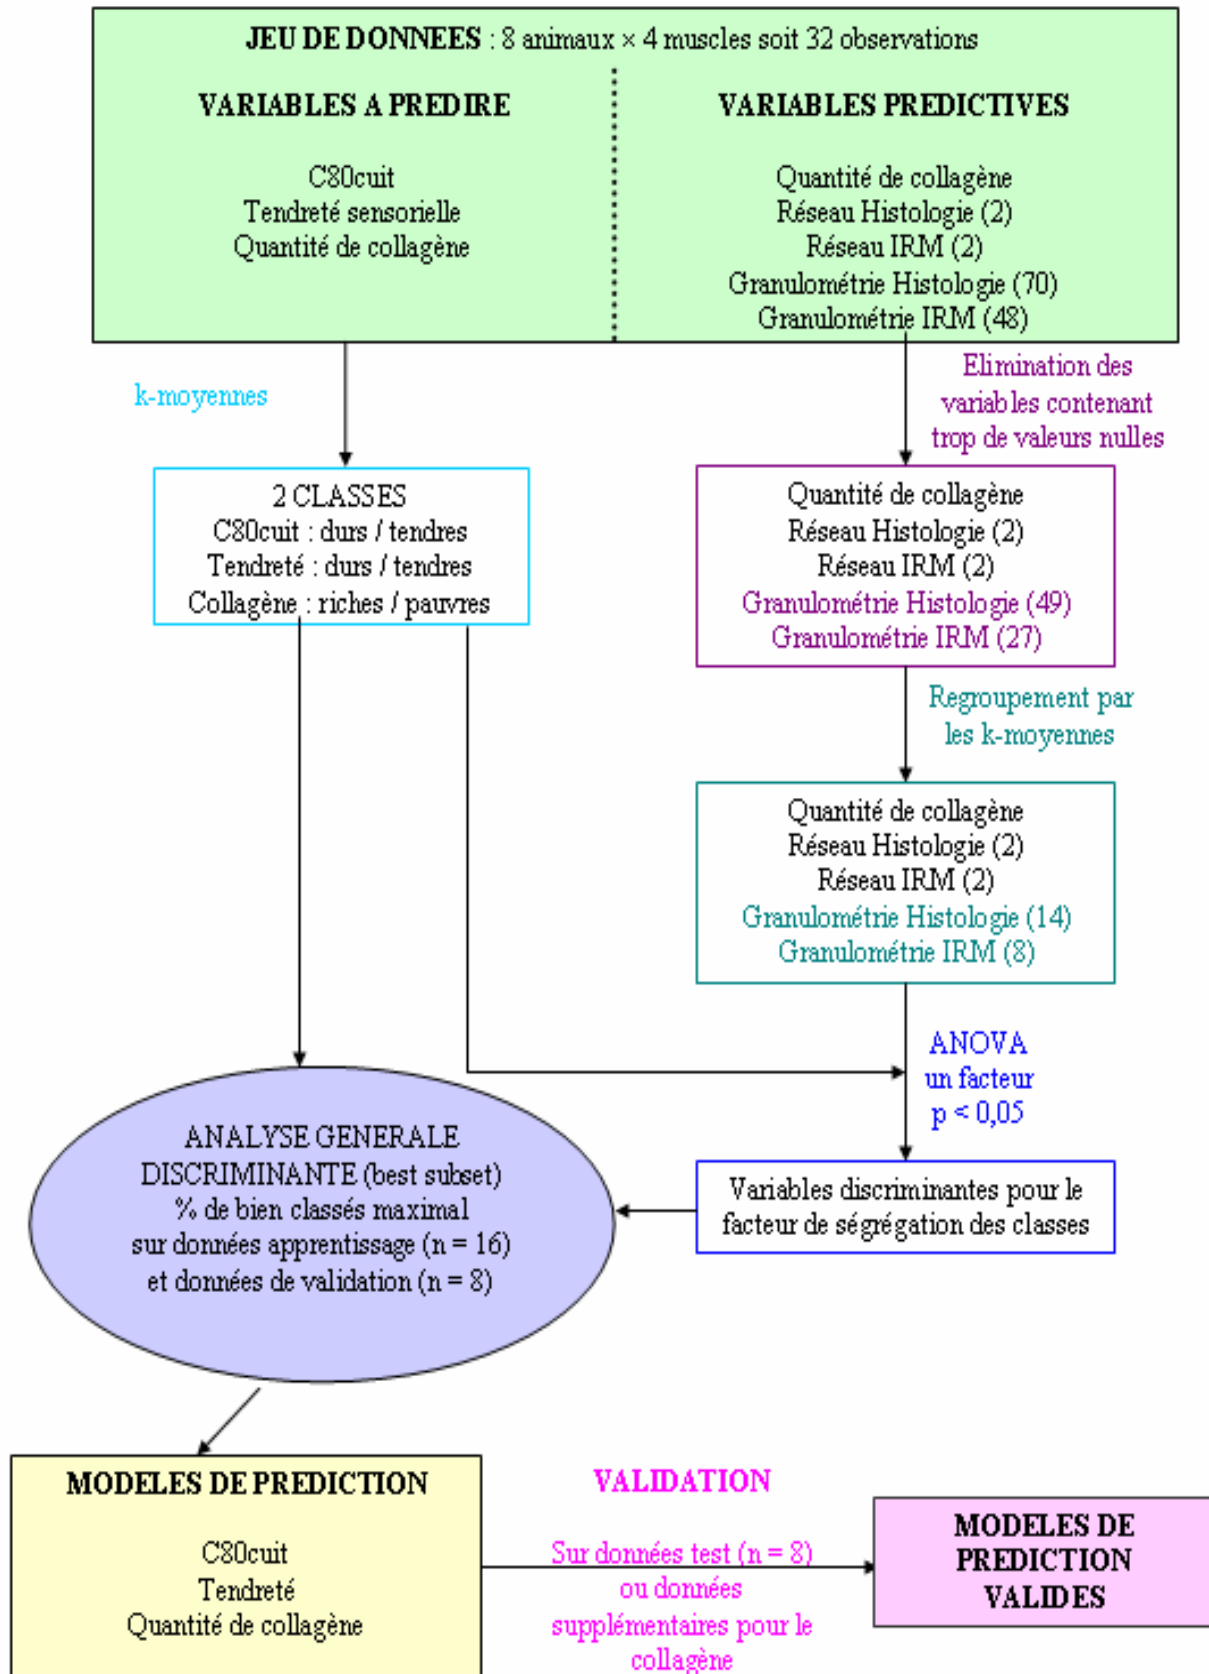 JEU DE DONNEES : 8 animaux × 4 muscles soit 32 observations
VARIABLES A PREDIRE
C80cuit
Tendreté sensorielle
Quantité de collagène
VARIABLES PREDICTIVES
Quantité de collagène
Réseau Histologie (2)
Réseau IRM (2)
Granulométrie Histologie (70)
Granulométrie IRM (48)
k-moyennes
Elimination des
variables contenant
trop de valeurs nulles
2 CLASSES
C80cuit : durs / tendres
Tendreté : durs / tendres
Collagène : riches / pauvres
Quantité de collagène
Réseau Histologie (2)
Réseau IRM (2)
Granulométrie Histologie (49)
Granulométrie IRM (27)
Regroupement par
les k-moyennes
Quantité de collagène
Réseau Histologie (2)
Réseau IRM (2)
Granulométrie Histologie (14)
Granulométrie IRM (8)
ANOVA
un facteur
p < 0,05
Variables discriminantes pour le
facteur de ségrégation des classes
ANALYSE GENERALE
DISCRIMINANTE (best subset)
% de bien classés maximal
sur données apprentissage (n = 16)
et données de validation (n = 8)
MODELES DE PREDICTION
C80cuit
Tendreté
Quantité de collagène
VALIDATION
Sur données test (n = 8)
ou données
supplémentaires pour le
collagène
MODELES DE
PREDICTION
VALIDES